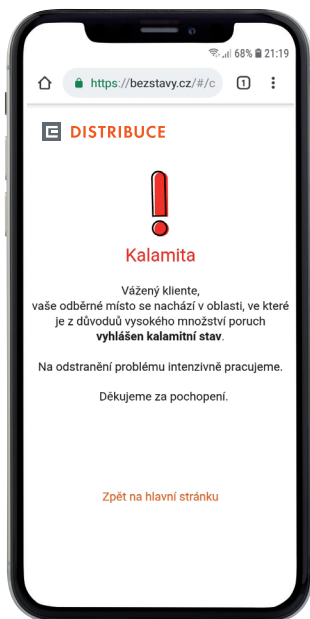 68% 21:19
https://bezstavy.cz/#/c 1
DISTRIBUCE
Kalamita
Vážený kliente,
vaše odběrné místo se nachází v oblasti, ve které
je z důvoduů vysokého množství poruch
vyhlášen kalamitní stav.
Na odstranění problému intenzivně pracujeme.
Děkujeme za pochopení.
Zpět na hlavní stránku